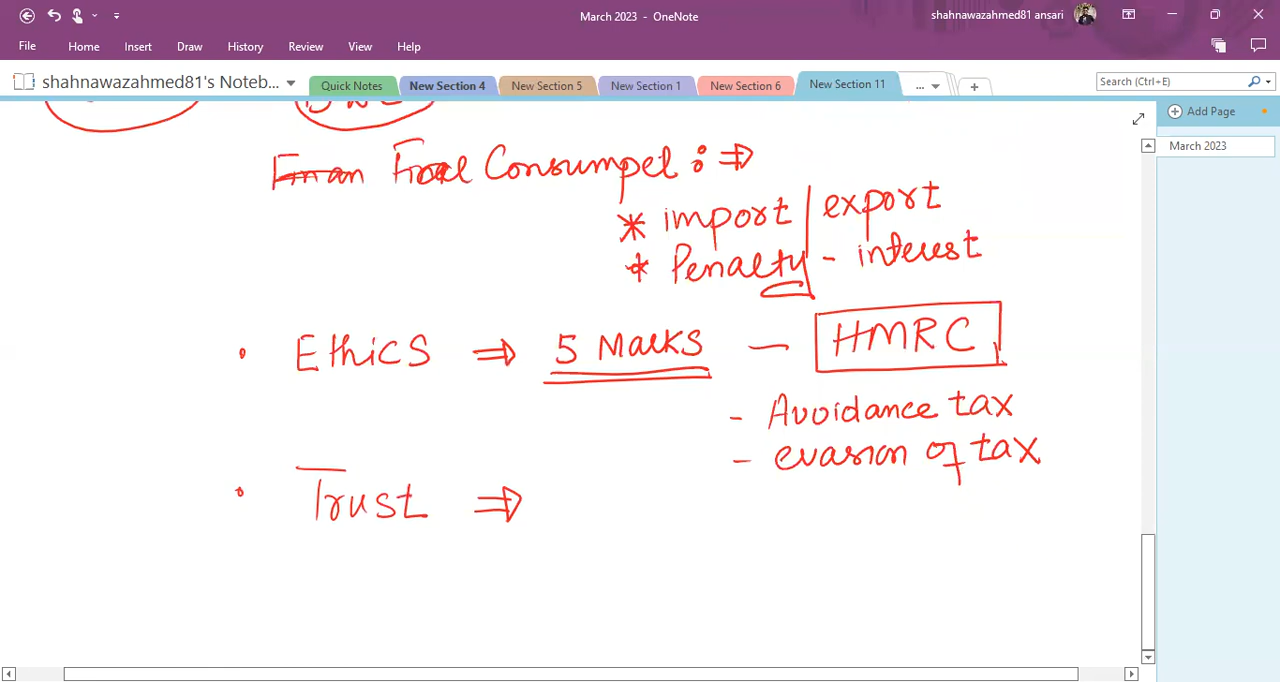 March 2023 - OneNote
shahnawazahmed81 ansari
File Home Insert Draw History Review View Help
shahnawazahmed81's Noteb...
Quick Notes New Section 4 New Section 5 New Section 1 New Section 6 New Section 11 ... +
Search (Ctrl+E)
Add Page
March 2023
Consumpel : ⇒
* import / export
* Penalty - interest
• Ethics ⇒ 5 Marks — HMRC
- Avoidance tax
- evasion of tax
• Trust ⇒